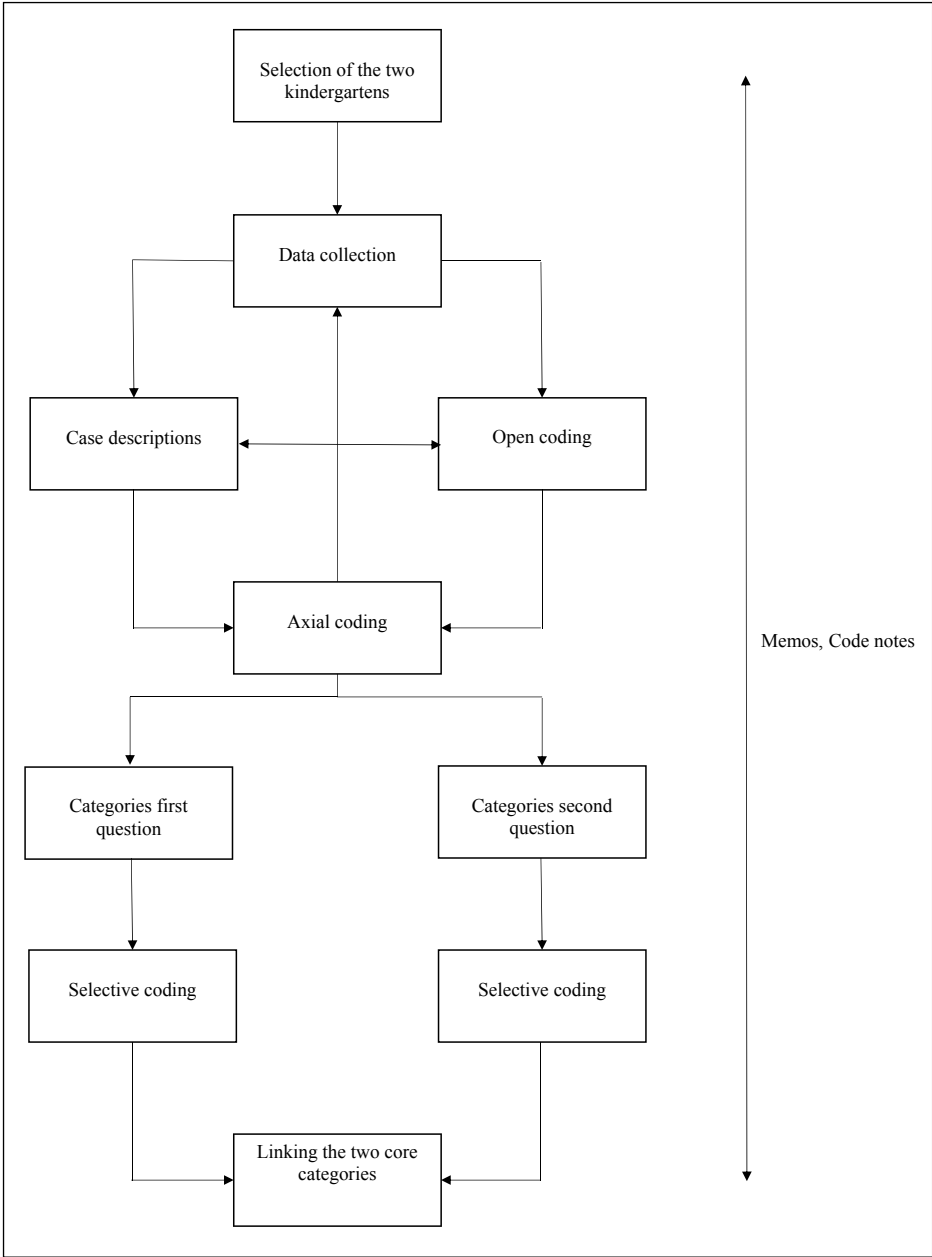 Selection of the two
kindergartens
Data collection
Case descriptions
Open coding
Axial coding
Memos, Code notes
Categories first
question
Categories second
question
Selective coding
Selective coding
Linking the two core
categories